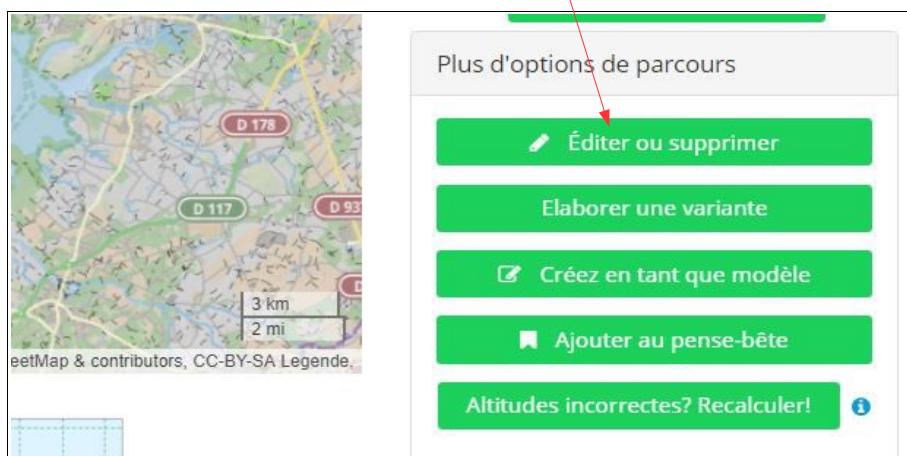 Plus d'options de parcours
D 178
Éditer ou supprimer
D 117
Elaborer une variante
Créez en tant que modèle
3 km
2 mi
Ajouter au pense-bête
eetMap & contributors, CC-BY-SA Legende,
Altitudes incorrectes? Recalculer!